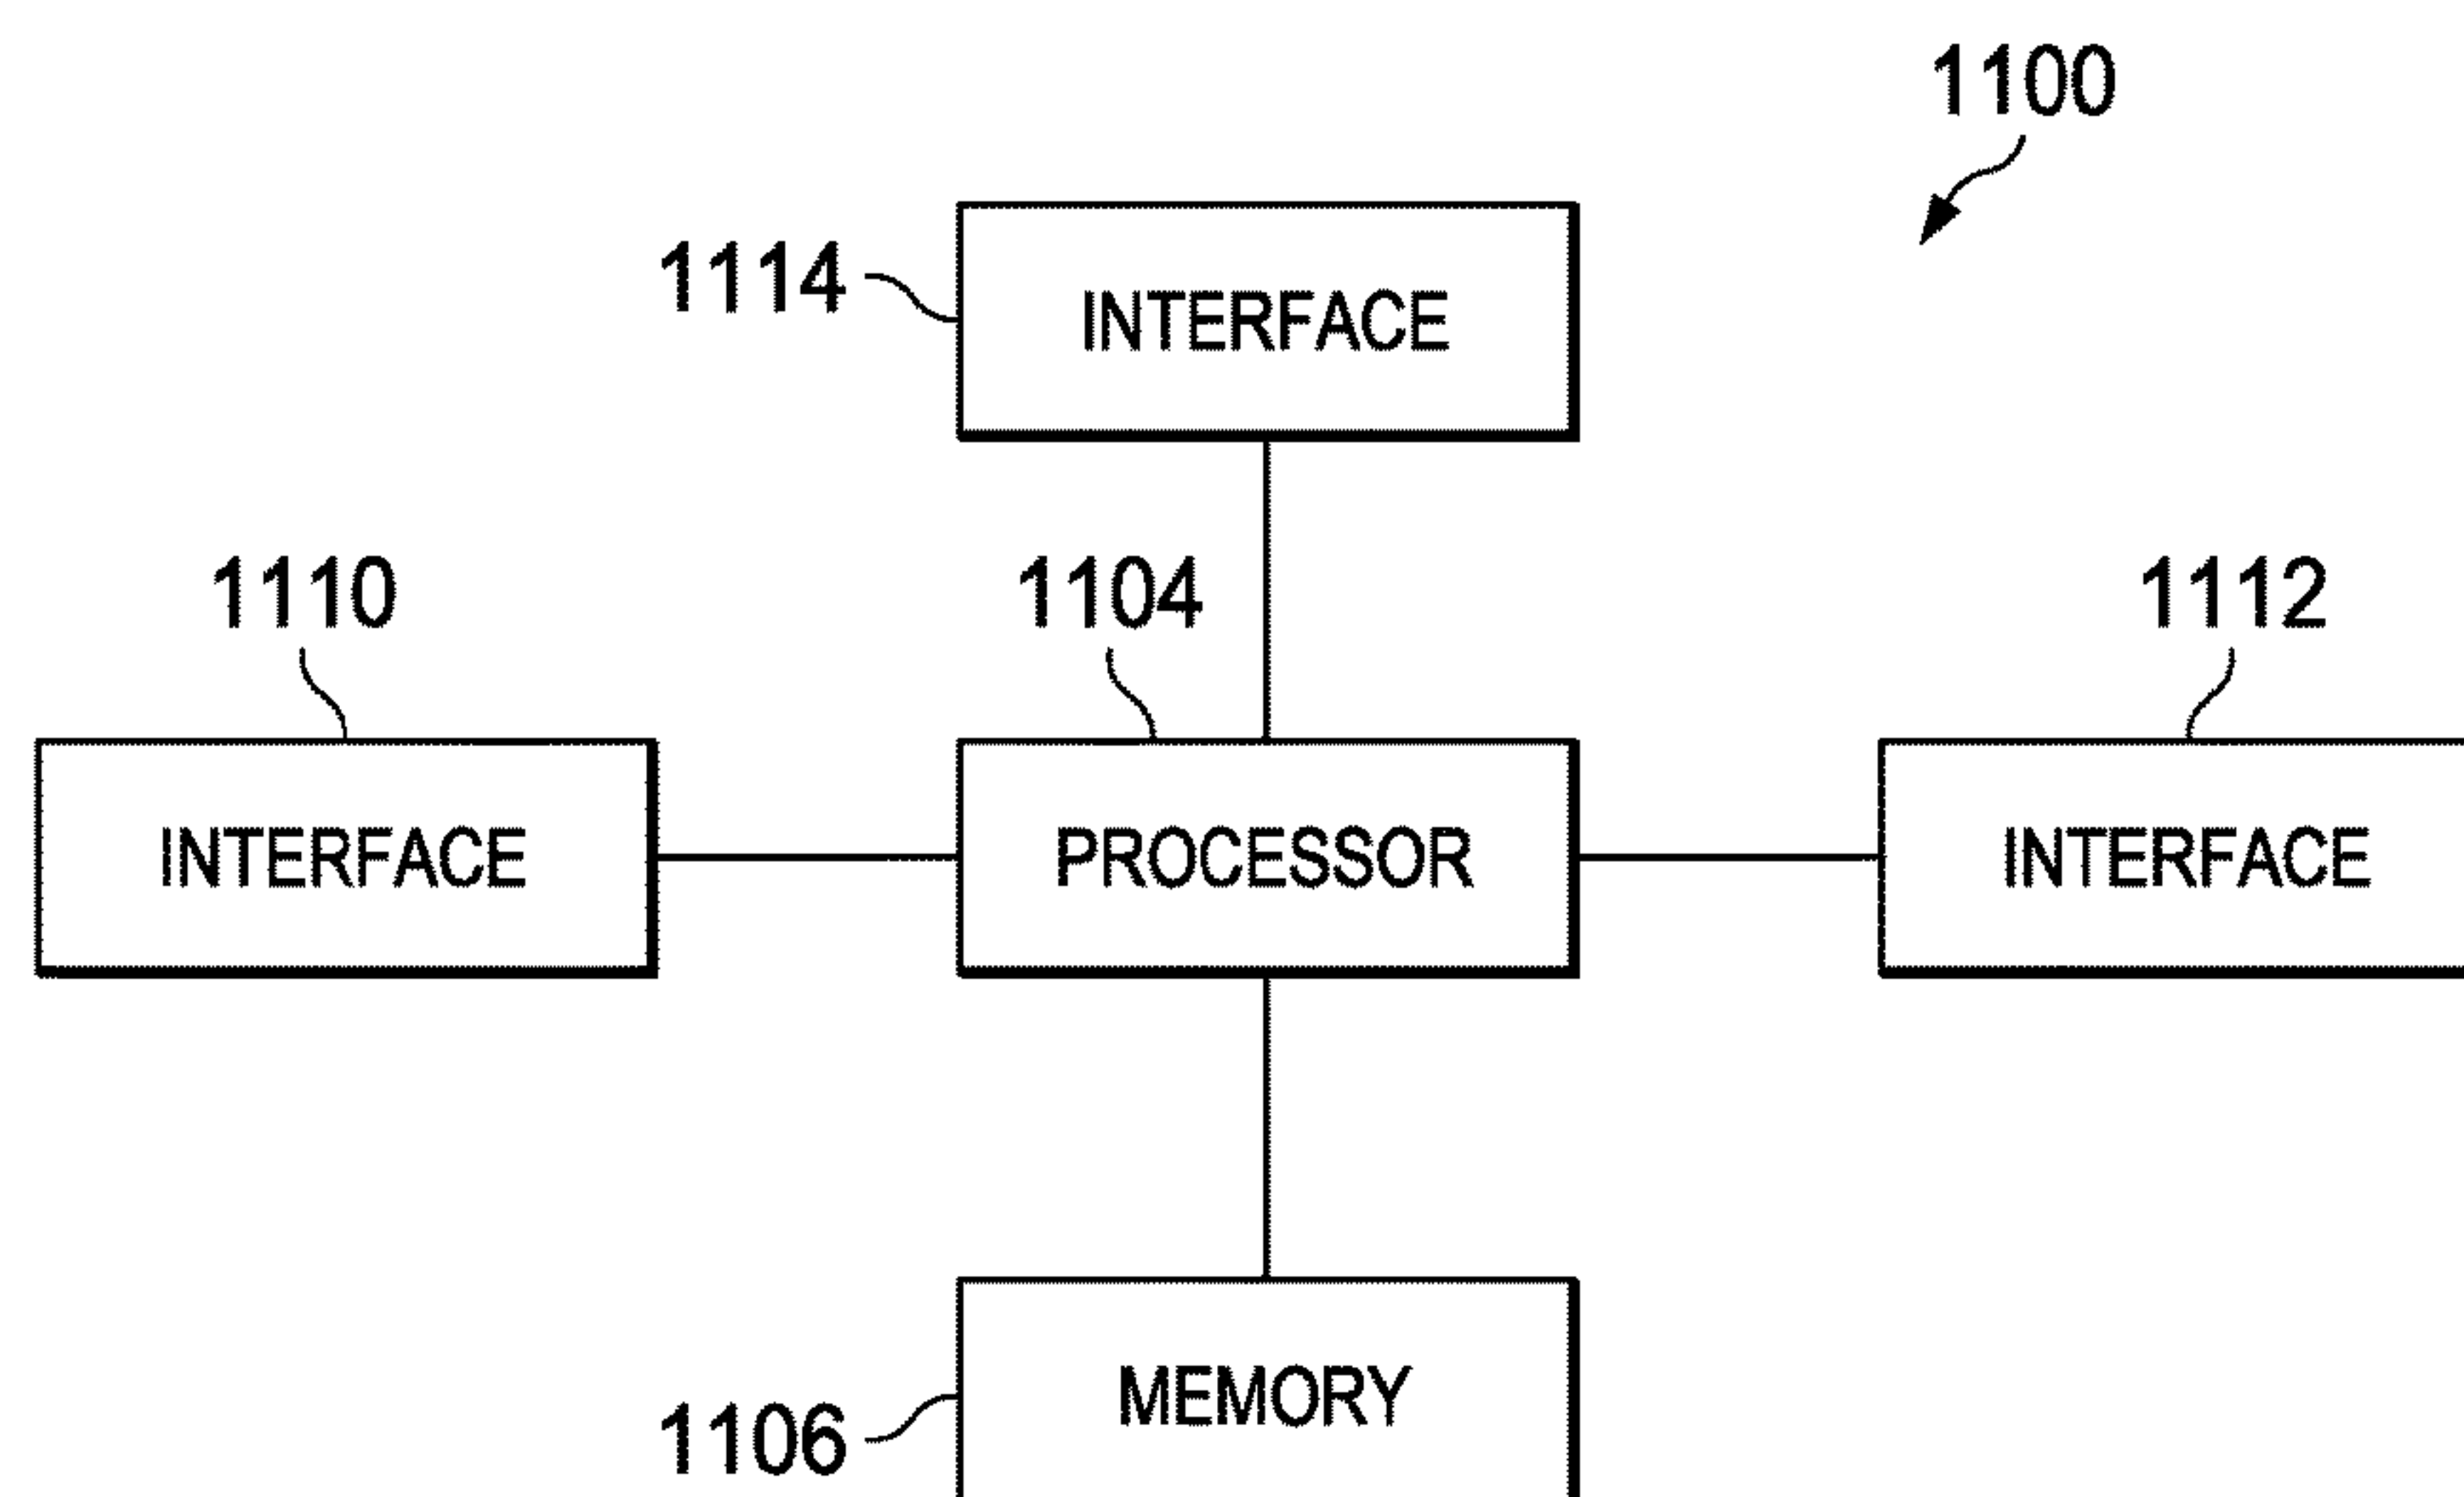 1100
1114
INTERFACE
1110
1104
1112
INTERFACE
PROCESSOR
INTERFACE
MEMORY
1106